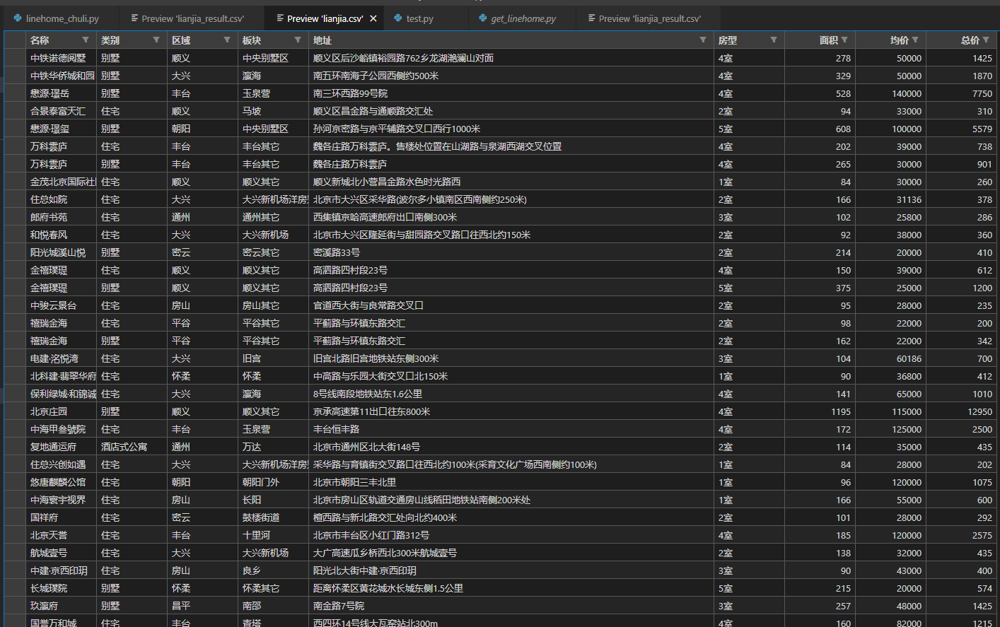 linehome_chuli.py Preview 'lianjia_result.csv' Preview 'lianjia.csv' test.py get_linehome.py Preview 'lianjia_result.csv'
名称 类别 区域 板块 地址 房型 面积 均价 总价
中铁诺德阅墅 别墅 顺义 中央别墅区 顺义区后沙峪镇裕园路762乡龙湖滟澜山对面 4室 278 50000 1425
中铁华侨城和园 别墅 大兴 瀛海 南五环南海子公园西侧约500米 4室 329 50000 1870
懋源·璟岳 别墅 丰台 玉泉营 南三环西路99号院 4室 528 140000 7750
合景泰富天汇 住宅 顺义 马坡 顺义区昌金路与通顺路交汇处 2室 94 33000 310
懋源·璟玺 别墅 朝阳 中央别墅区 孙河京密路与京平辅路交叉口西行1000米 5室 608 100000 5579
万科雲庐 住宅 丰台 丰台其它 魏各庄路万科雲庐。售楼处位置在山湖路与泉湖西湖交叉位置 4室 202 39000 738
万科雲庐 别墅 丰台 丰台其它 魏各庄路万科雲庐 4室 265 30000 901
金茂北京国际社 住宅 顺义 顺义其它 顺义新城北小营昌金路水色时光路西 1室 84 30000 260
住总如院 住宅 大兴 大兴新机场洋房 北京市大兴区采华路(波尔多小镇南区西南侧约250米) 2室 166 31136 378
郎府书苑 住宅 通州 通州其它 西集镇京哈高速郎府出口南侧300米 3室 102 25800 286
和悦春风 住宅 大兴 大兴新机场 北京市大兴区隆延街与甜园路交叉路口往西北约150米 2室 92 38000 360
阳光城溪山悦 别墅 密云 密云其它 密溪路33号 2室 214 20000 410
金禧璞瑅 住宅 顺义 顺义其它 高泗路四村段23号 4室 150 39000 612
金禧璞瑅 别墅 顺义 顺义其它 高泗路四村段23号 5室 375 25000 1200
中骏云景台 住宅 房山 房山其它 官道西大街与良常路交叉口 2室 95 28000 235
禧瑞金海 住宅 平谷 平谷其它 平蓟路与环镇东路交汇 2室 98 22000 200
禧瑞金海 别墅 平谷 平谷其它 平蓟路与环镇东路交汇 2室 162 22000 342
电建·洺悦湾 住宅 大兴 旧宫 旧宫北路旧宫地铁站东侧300米 3室 104 60186 700
北科建·翡翠华府 住宅 怀柔 怀柔 中高路与乐园大街交叉口北150米 1室 90 36800 412
保利绿城·和锦诚 住宅 大兴 瀛海 8号线南段地铁站东1.6公里 4室 141 65000 1010
北京庄园 别墅 顺义 顺义其它 京承高速第11出口往东800米 4室 1195 115000 12950
中海甲叁號院 住宅 丰台 玉泉营 丰台恒丰路 4室 172 125000 2500
复地通运府 酒店式公寓 通州 万达 北京市通州区北大街148号 2室 114 35000 435
住总兴创如遇 住宅 大兴 大兴新机场洋房 采华路与育镇街交叉路口往西北约100米(采育文化广场西南侧约100米) 1室 84 28000 202
悠唐麒麟公馆 住宅 朝阳 朝阳门外 北京市朝阳三丰北里 1室 96 120000 1075
中海寰宇视界 住宅 房山 长阳 北京市房山区轨道交通房山线稻田地铁站南侧200米处 1室 166 55000 600
国祥府 住宅 密云 鼓楼街道 檀西路与新北路交汇处向北约400米 2室 101 28000 292
北京天誉 住宅 丰台 十里河 北京市丰台区小红门路312号 4室 185 120000 2575
航城壹号 住宅 大兴 大兴新机场 大广高速瓜乡桥西北300米航城壹号 2室 138 32000 435
中建·京西印玥 住宅 房山 良乡 阳光北大街中建·京西印玥 3室 90 43000 400
长城璞院 别墅 怀柔 怀柔其它 距离怀柔区黄花城水长城东侧1.5公里 5室 215 20000 574
玖瀛府 别墅 昌平 南邵 南金路7号院 3室 257 48000 1425
国誉万和城 住宅 丰台 青塔 西四环14号线大瓦窑站北300m 4室 160 82000 1215